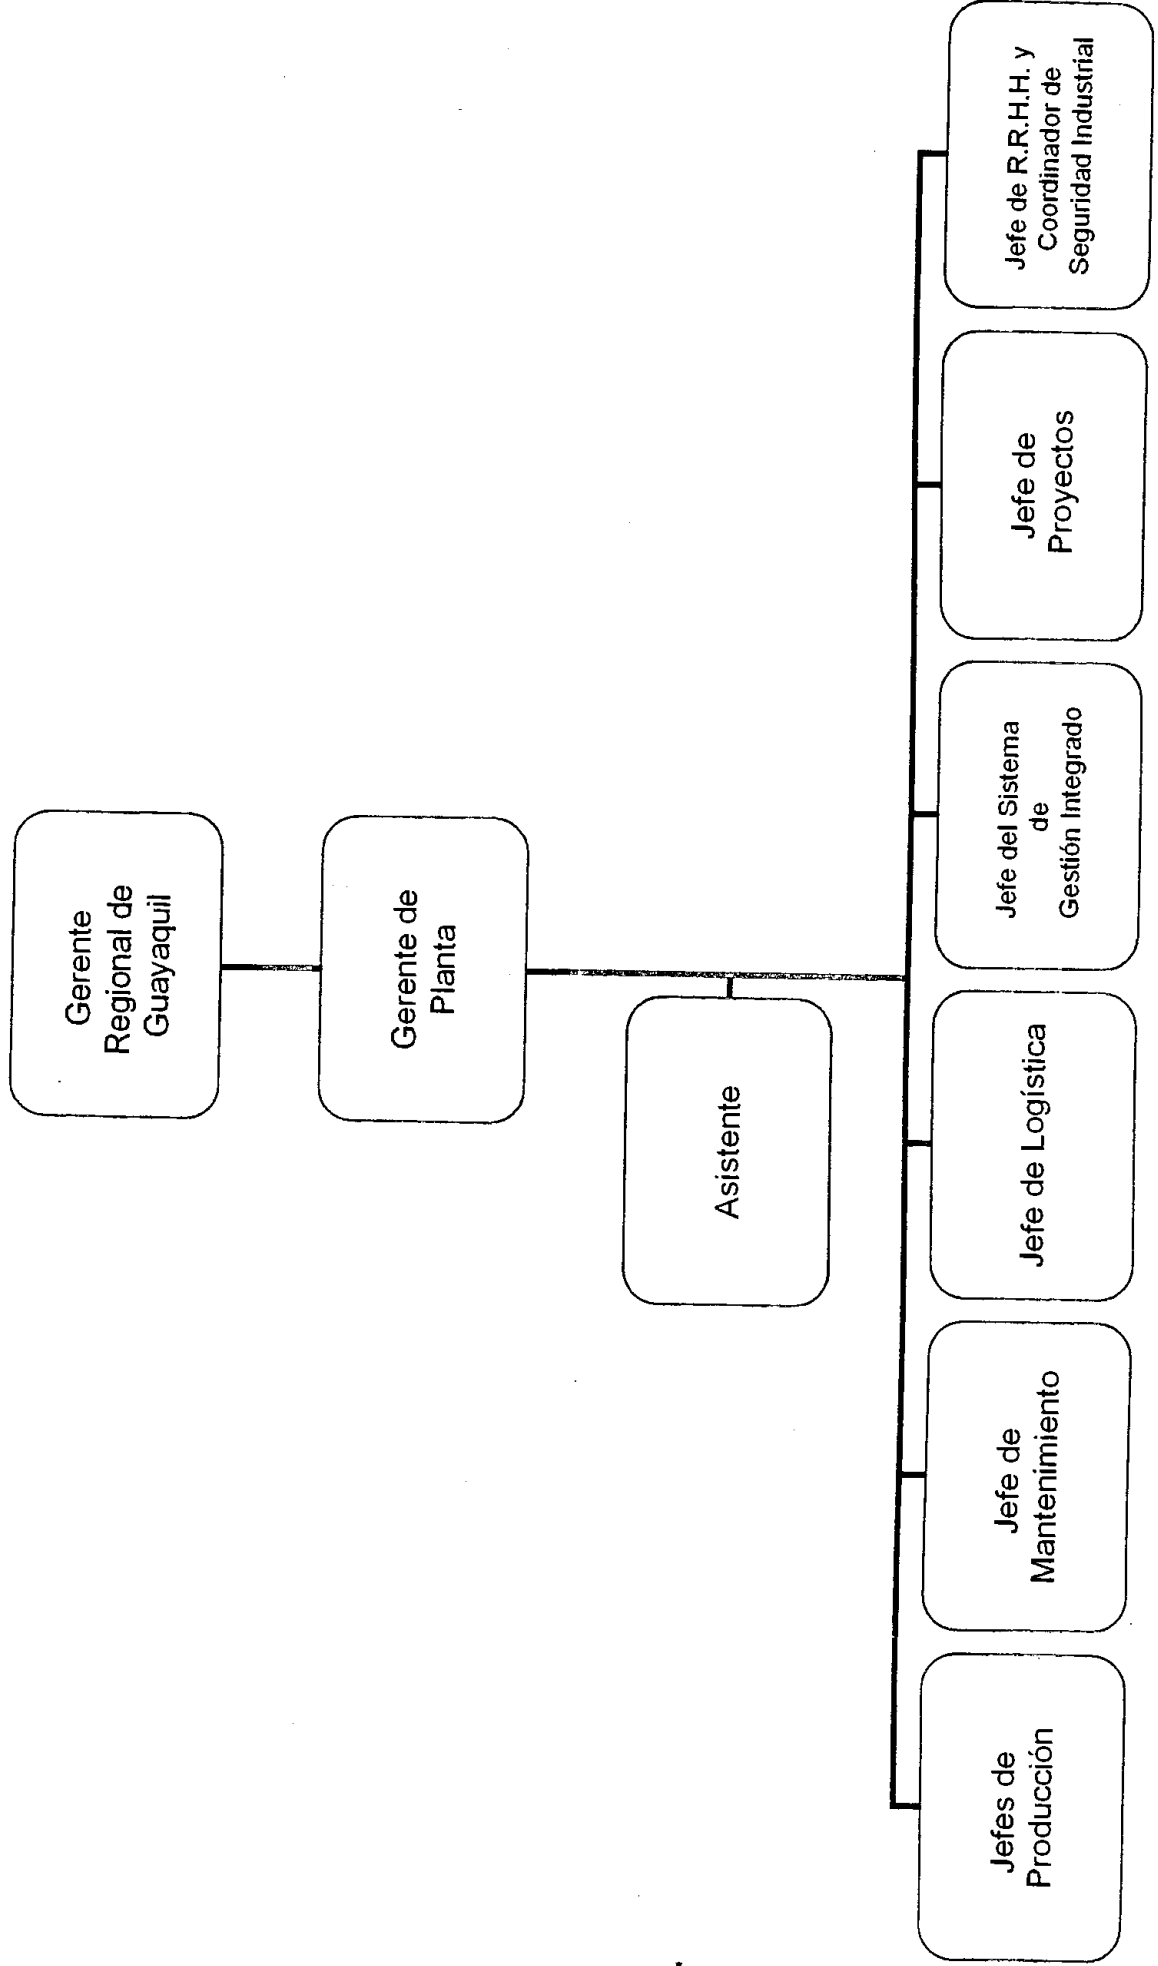 Gerente
Regional de
Guayaquil
Gerente de
Planta
Asistente
Jefes de
Producción
Jefe de
Mantenimiento
Jefe de Logística
Jefe del Sistema
de
Gestión Integrado
Jefe de
Proyectos
Jefe de R.R.H.H. y
Coordinador de
Seguridad Industrial